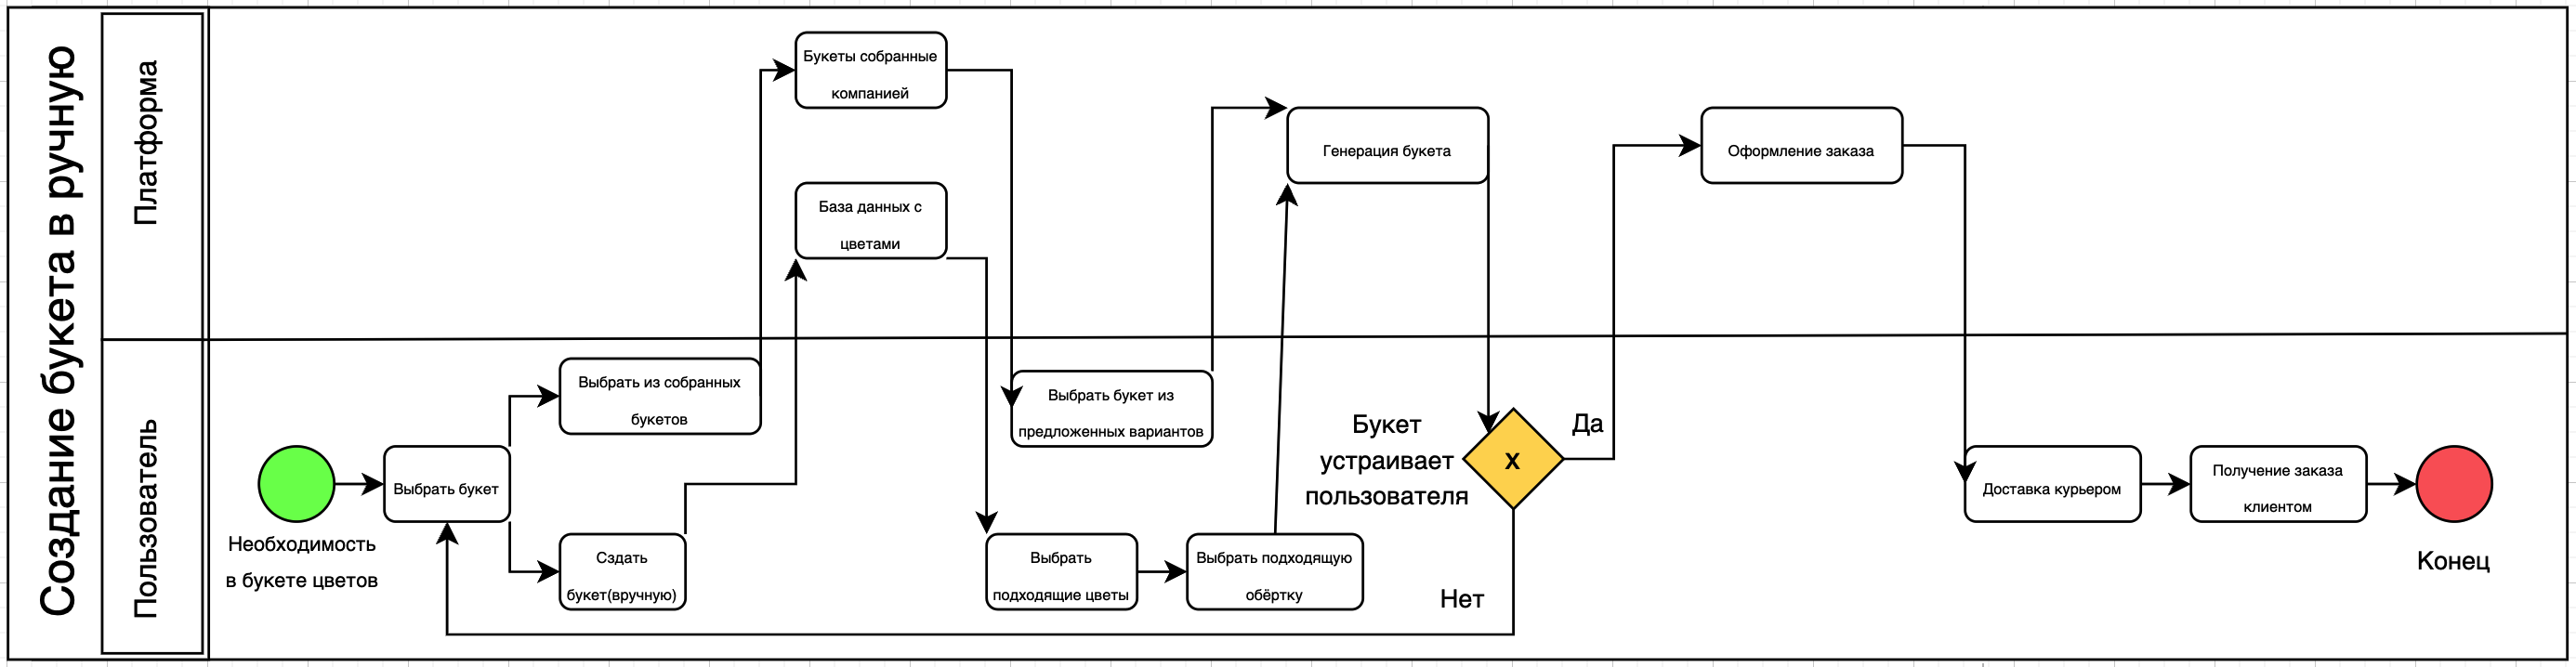 Создание букета в ручную
Платформа
Пользователь
Букеты собранные
компанией
База данных с
цветами
Генерация букета
Оформление заказа
Необходимость
в букете цветов
Выбрать букет
Выбрать из собранных
букетов
Сздать
букет(вручную)
Выбрать букет из
предложенных вариантов
Выбрать
подходящие цветы
Выбрать подходящую
обёртку
Букет
устраивает
пользователя
X
Да
Нет
Доставка курьером
Получение заказа
клиентом
Конец